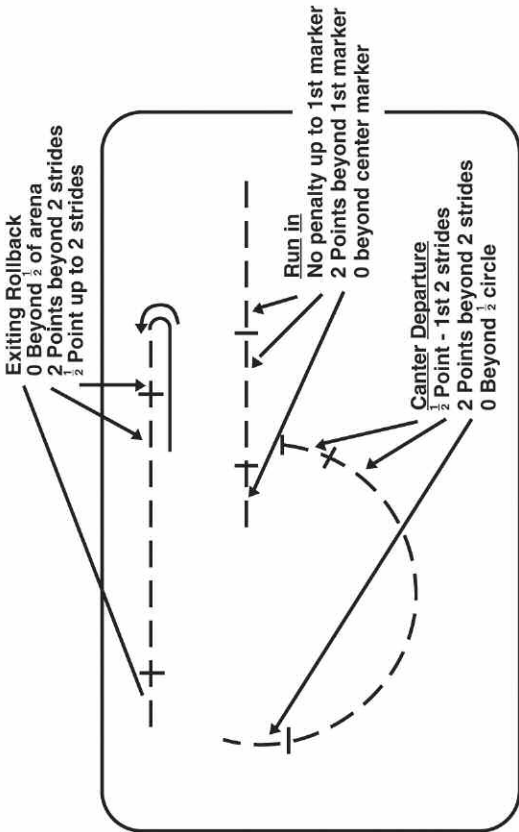 Exiting Rollback
0 Beyond ½ of arena
2 Points beyond 2 strides
½ Point up to 2 strides
Run in
No penalty up to 1st marker
2 Points beyond 1st marker
0 beyond center marker
Canter Departure
½ Point - 1st 2 strides
2 Points beyond 2 strides
0 Beyond ½ circle